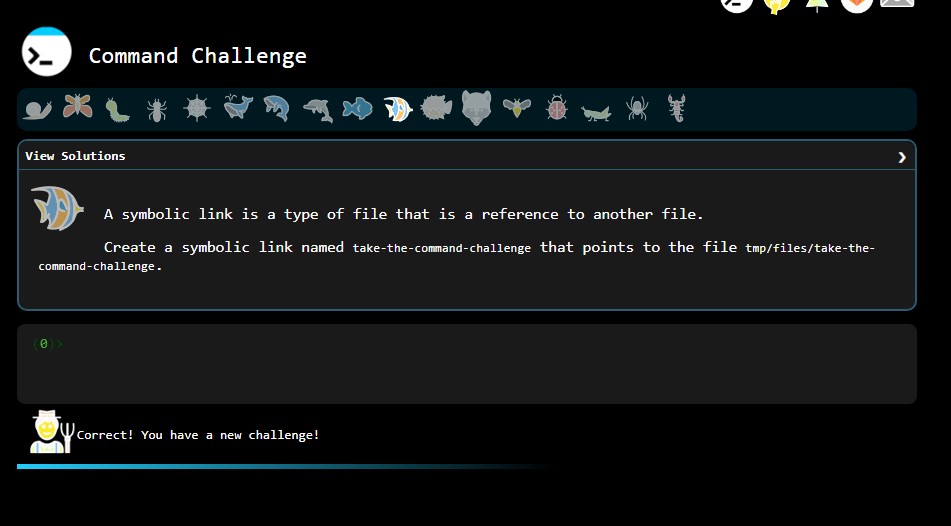 Command Challenge
View Solutions
A symbolic link is a type of file that is a reference to another file.
Create a symbolic link named take-the-command-challenge that points to the file tmp/files/take-the-
command-challenge.
(0)>
Correct! You have a new challenge!